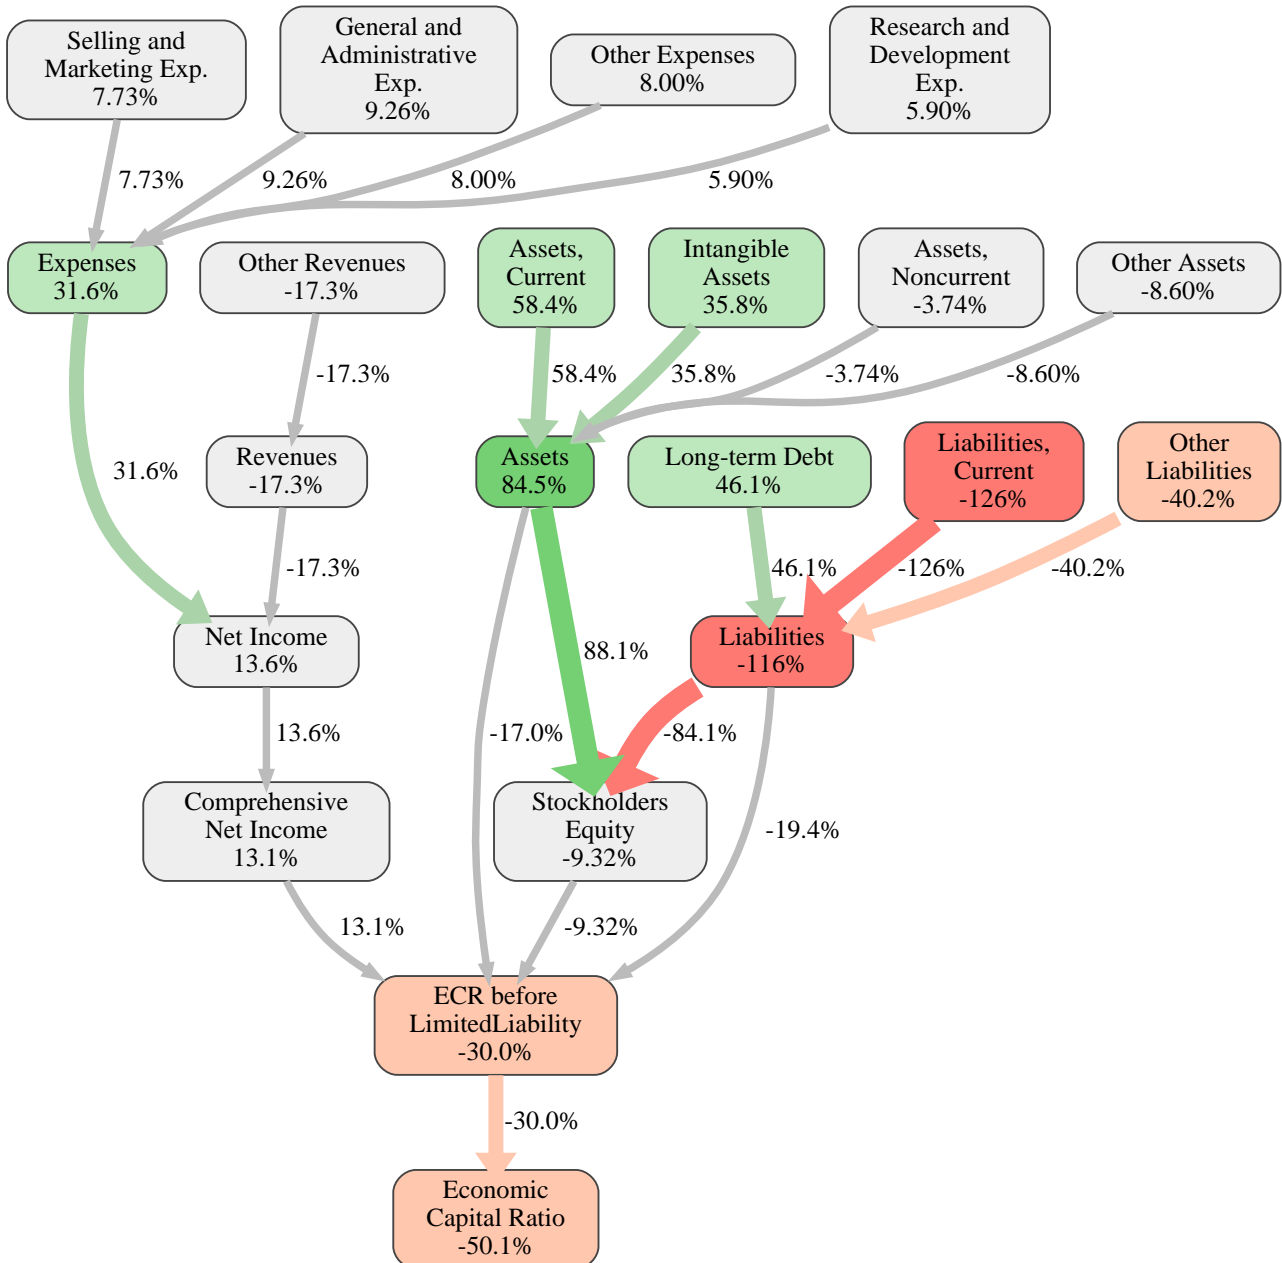 Selling and
Marketing Exp.
7.73%
General and
Administrative
Exp.
9.26%
Other Expenses
8.00%
Research and
Development
Exp.
5.90%
7.73%
9.26%
8.00%
5.90%
Expenses
31.6%
Other Revenues
-17.3%
Assets,
Current
58.4%
Intangible
Assets
35.8%
Assets,
Noncurrent
-3.74%
Other Assets
-8.60%
-17.3%
58.4%
35.8%
-3.74%
-8.60%
31.6%
Revenues
-17.3%
Assets
84.5%
Long-term Debt
46.1%
Liabilities,
Current
-126%
Other
Liabilities
-40.2%
-17.3%
46.1%
-126%
-40.2%
Net Income
13.6%
88.1%
Liabilities
-116%
13.6%
-17.0%
-84.1%
Comprehensive
Net Income
13.1%
Stockholders
Equity
-9.32%
-19.4%
13.1%
-9.32%
ECR before
LimitedLiability
-30.0%
-30.0%
Economic
Capital Ratio
-50.1%